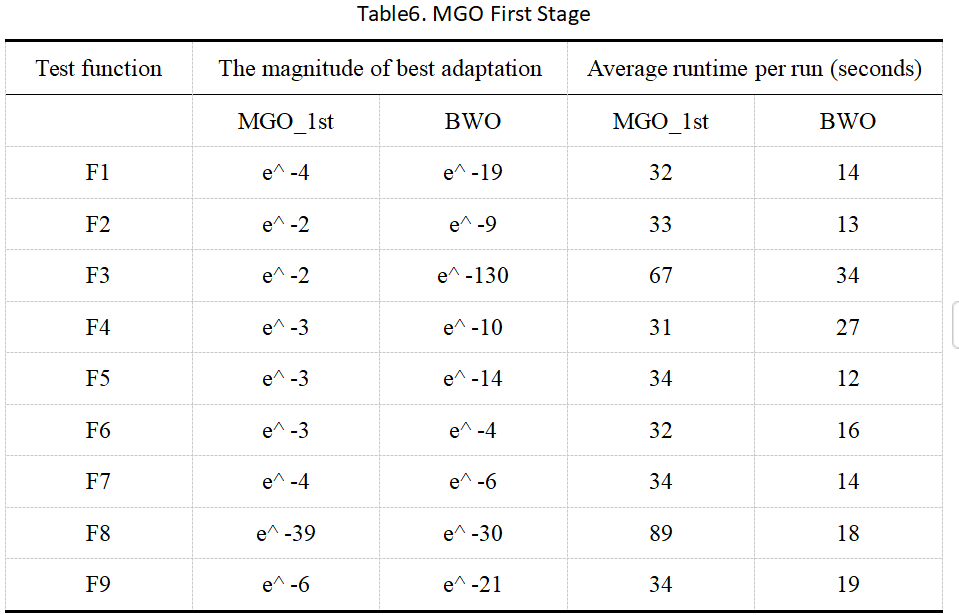 Table6. MGO First Stage
Test function The magnitude of best adaptation Average runtime per run (seconds)
MGO_1st BWO MGO_1st BWO
F1 e^ -4 e^ -19 32 14
F2 e^ -2 e^ -9 33 13
F3 e^ -2 e^ -130 67 34
F4 e^ -3 e^ -10 31 27
F5 e^ -3 e^ -14 34 12
F6 e^ -3 e^ -4 32 16
F7 e^ -4 e^ -6 34 14
F8 e^ -39 e^ -30 89 18
F9 e^ -6 e^ -21 34 19